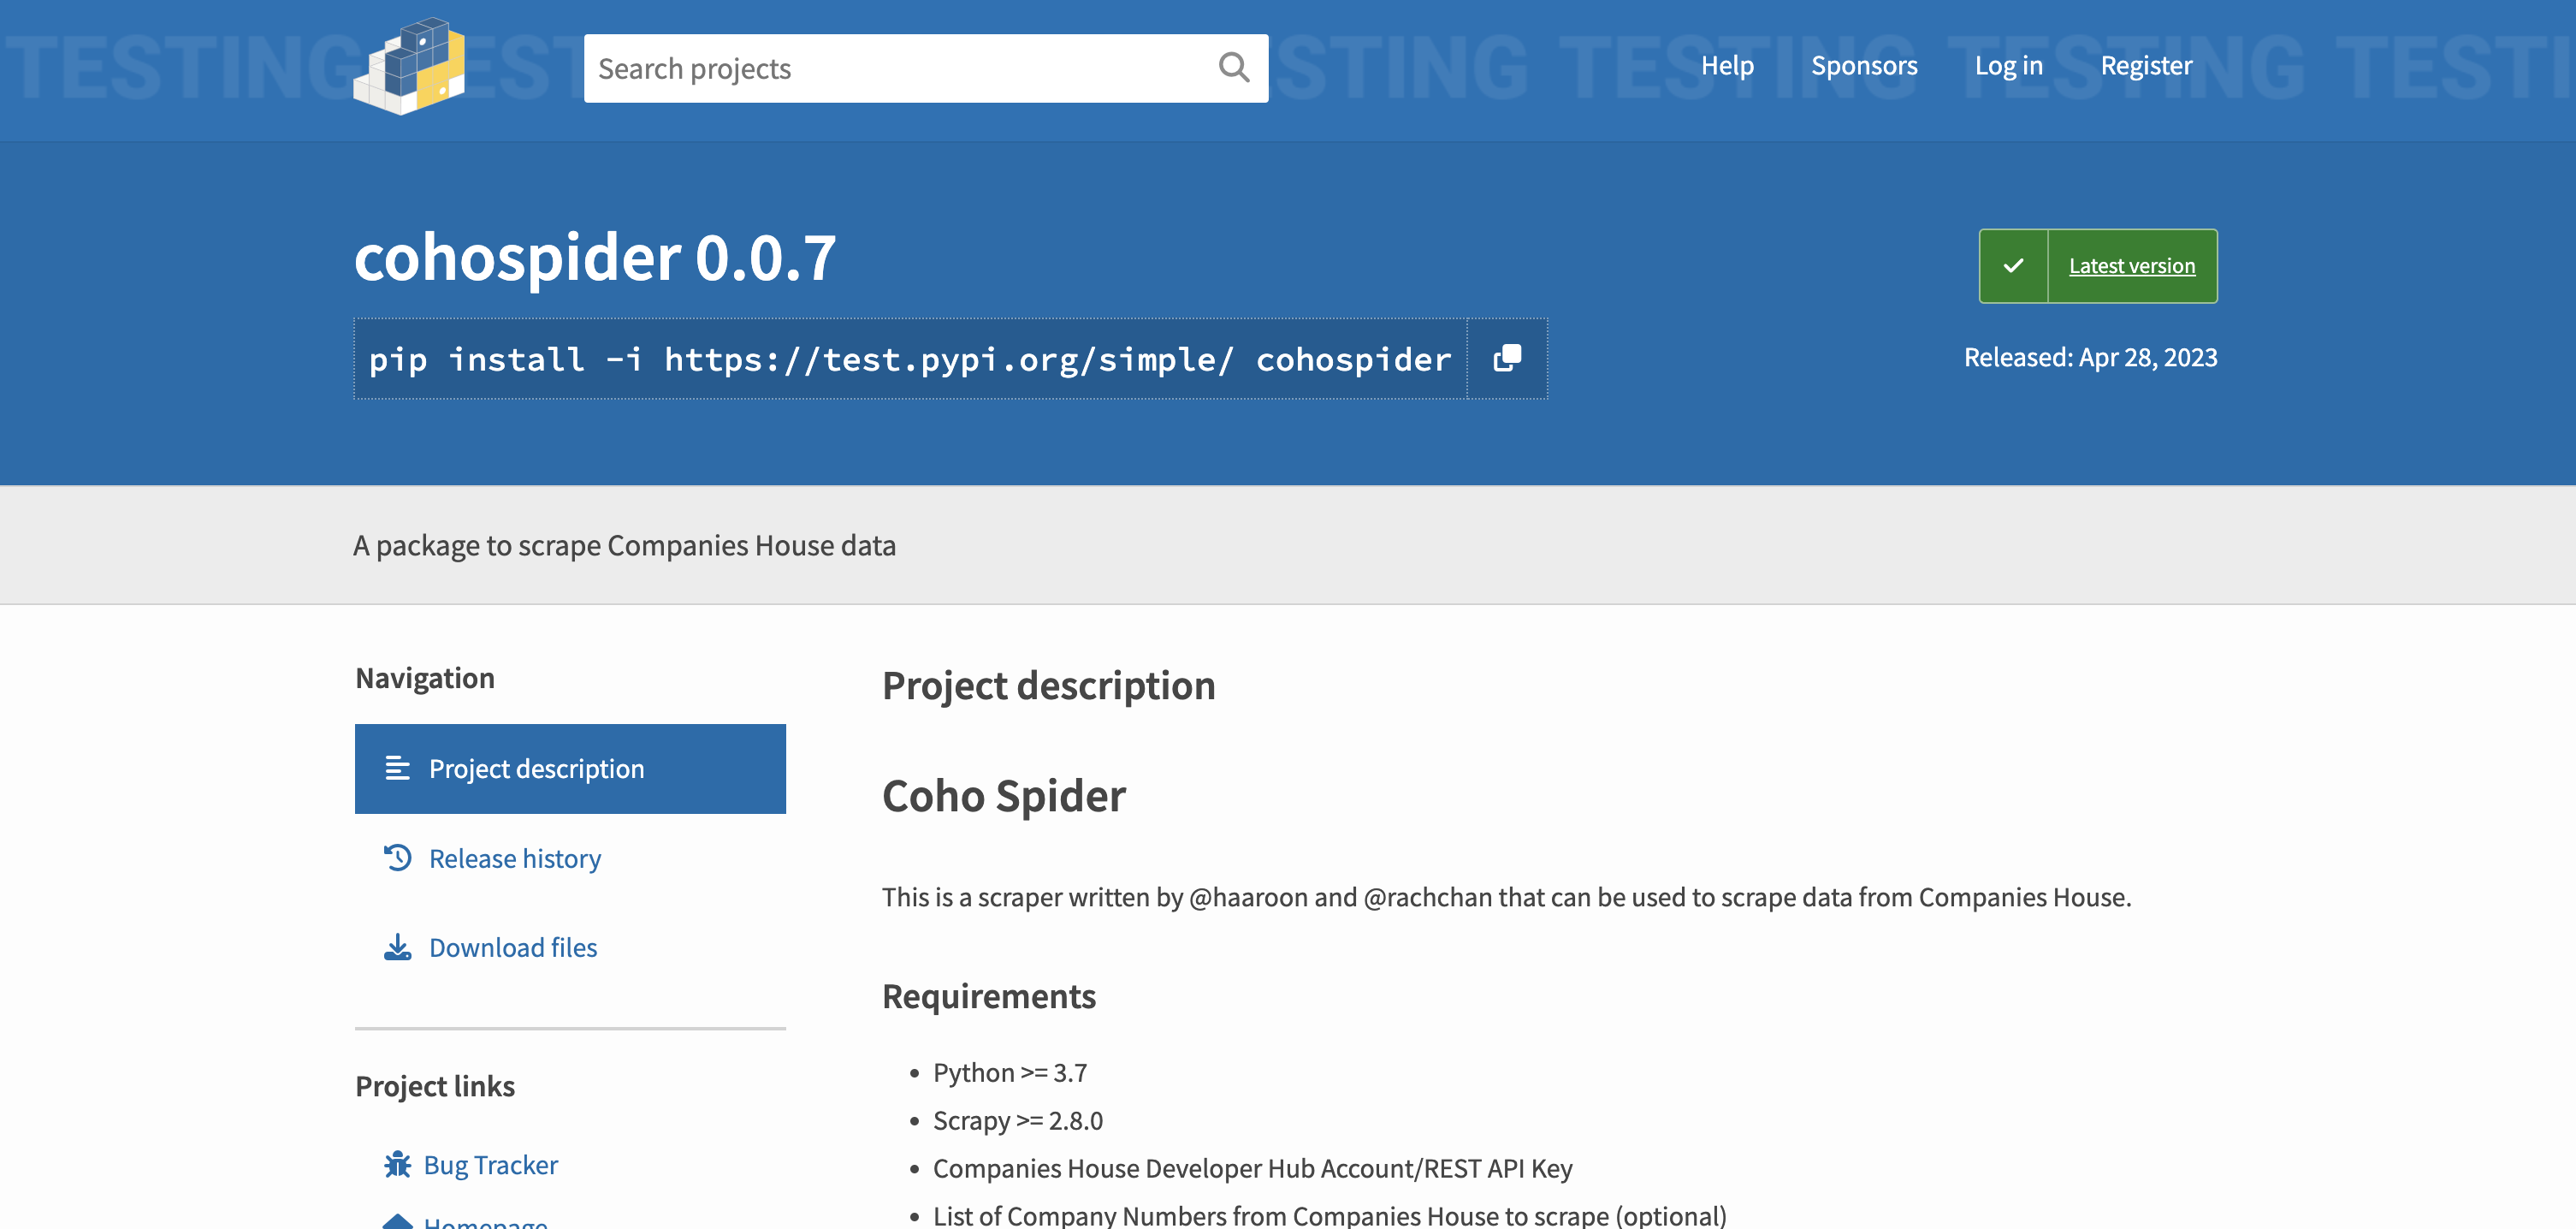 TESTING TESTING TESTING TESTING TESTING
Search projects
Help
Sponsors
Log in
Register
cohospider 0.0.7
pip install -i https://test.pypi.org/simple/ cohospider
Latest version
Released: Apr 28, 2023
A package to scrape Companies House data
Navigation
Project description
Release history
Download files
Project links
Bug Tracker
Homepage
Project description
Coho Spider
This is a scraper written by @haaroon and @rachchan that can be used to scrape data from Companies House.
Requirements
• Python >= 3.7
• Scrapy >= 2.8.0
• Companies House Developer Hub Account/REST API Key
• List of Company Numbers from Companies House to scrape (optional)